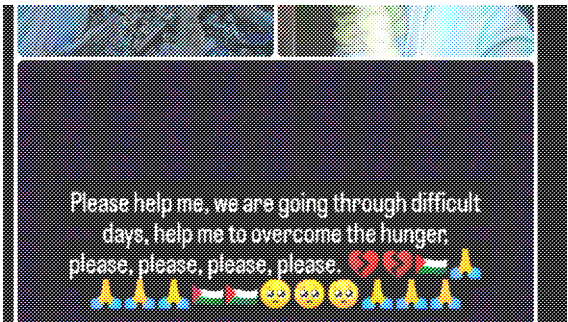 Please help me, we are going through difficult
days, help me to overcome the hunger,
please, please, please, please. 💔💔🇵🇸🙏
🙏🙏🙏🇵🇸🇵🇸🥺🥺🥺🙏🙏🙏